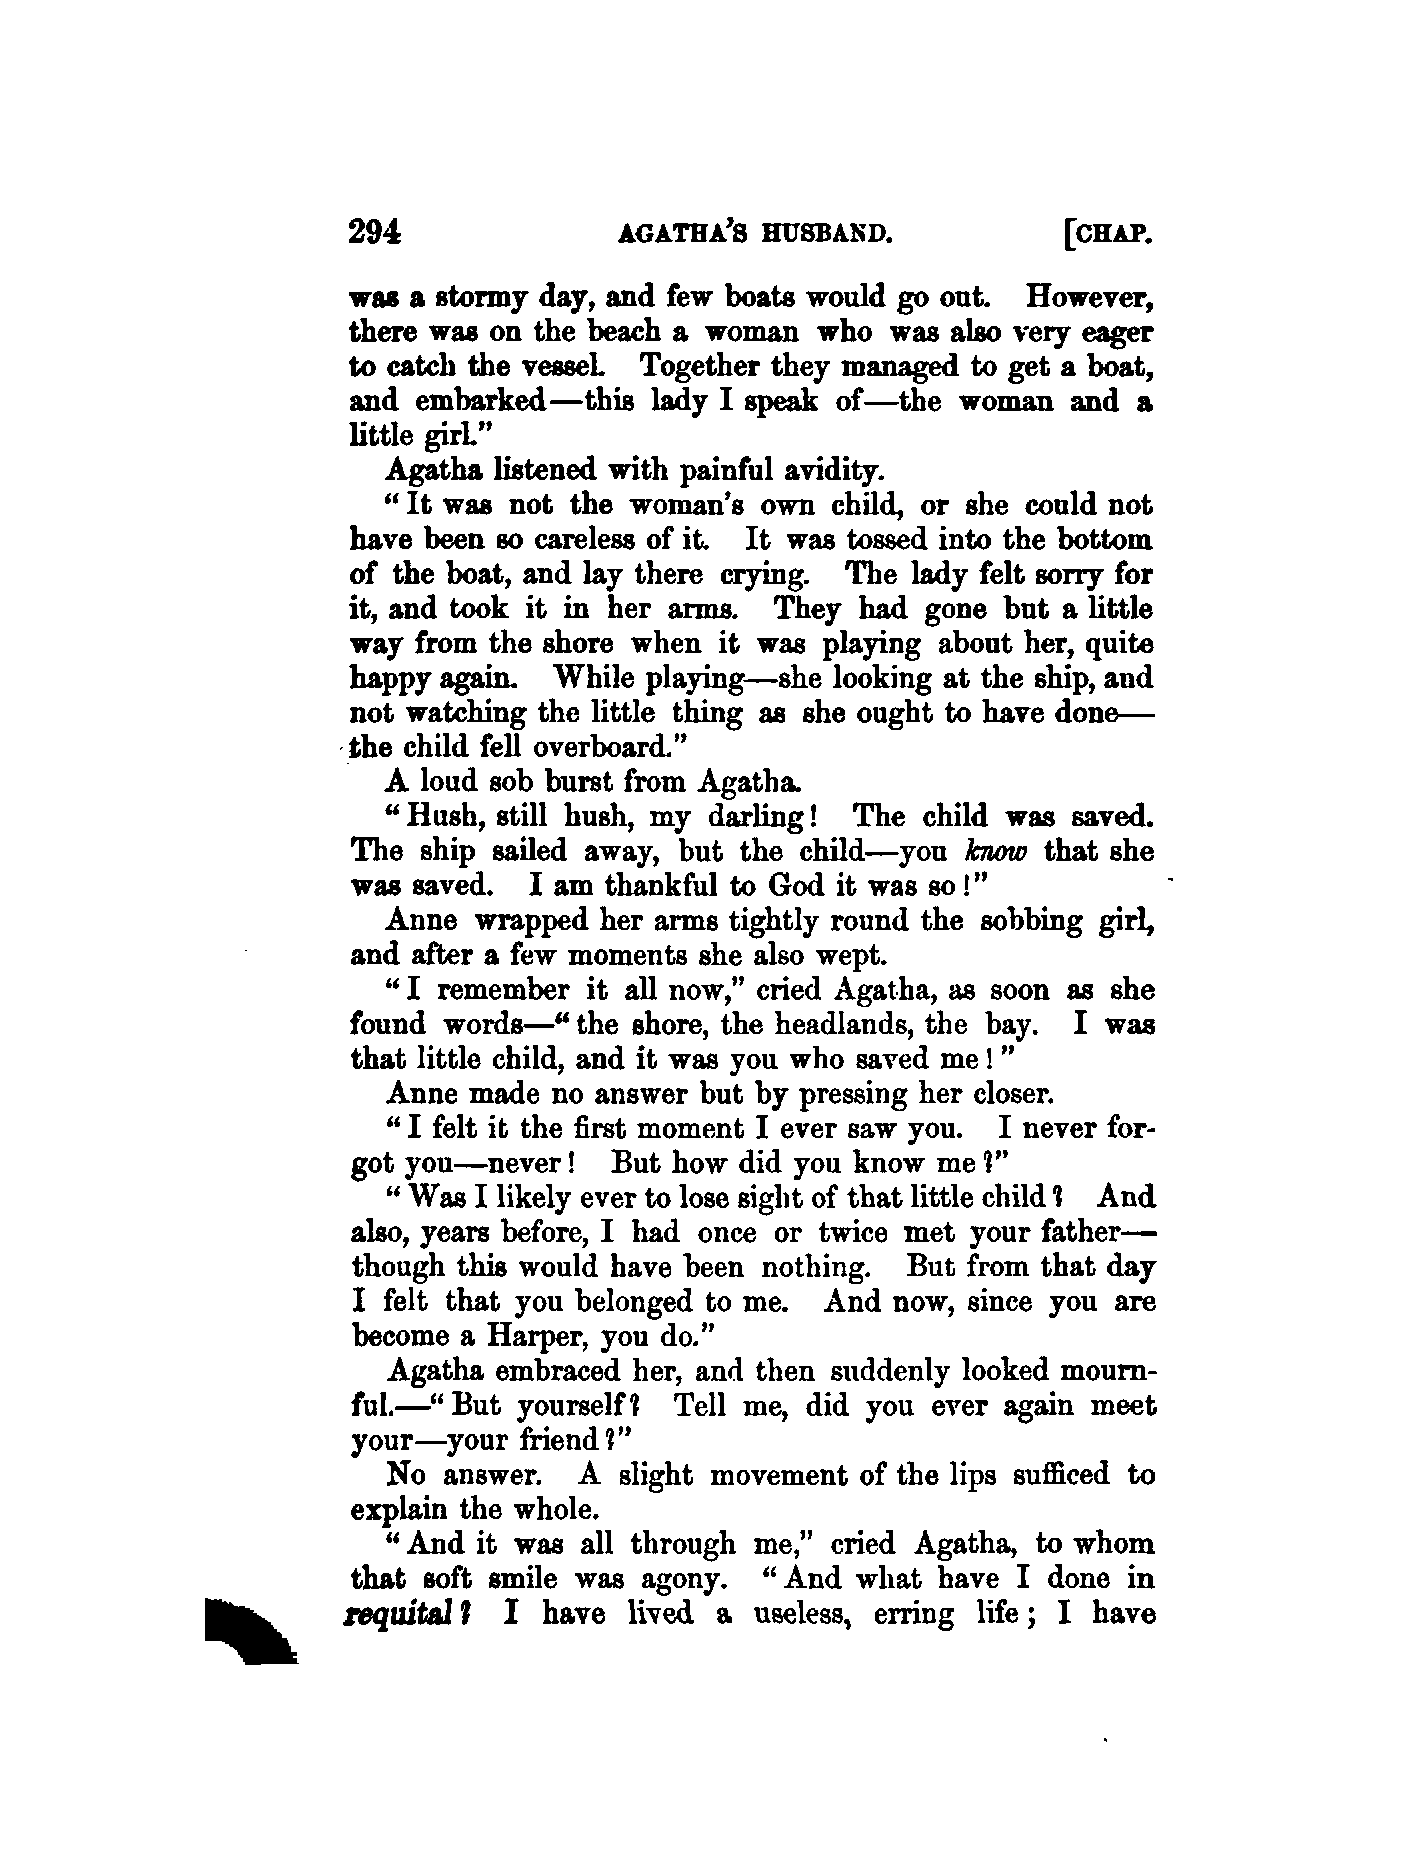 294 AGATHA'S HUSBAND. [CHAP.
was a stormy day, and few boats would go out. However,
there was on the beach a woman who was also very eager
to catch the vessel. Together they managed to get a boat,
and embarked—this lady I speak of—the woman and a
little girl."
Agatha listened with painful avidity.
"It was not the woman's own child, or she could not
have been so careless of it. It was tossed into the bottom
of the boat, and lay there crying. The lady felt sorry for
it, and took it in her arms. They had gone but a little
way from the shore when it was playing about her, quite
happy again. While playing—she looking at the ship, and
not watching the little thing as she ought to have done—
the child fell overboard."
A loud sob burst from Agatha.
"Hush, still hush, my darling! The child was saved.
The ship sailed away, but the child—you know that she
was saved. I am thankful to God it was so!"
Anne wrapped her arms tightly round the sobbing girl,
and after a few moments she also wept.
"I remember it all now," cried Agatha, as soon as she
found words—"the shore, the headlands, the bay. I was
that little child, and it was you who saved me!"
Anne made no answer but by pressing her closer.
"I felt it the first moment I ever saw you. I never for-
got you—never! But how did you know me?"
"Was I likely ever to lose sight of that little child? And
also, years before, I had once or twice met your father—
though this would have been nothing. But from that day
I felt that you belonged to me. And now, since you are
become a Harper, you do."
Agatha embraced her, and then suddenly looked mourn-
ful.—"But yourself? Tell me, did you ever again meet
your—your friend?"
No answer. A slight movement of the lips sufficed to
explain the whole.
"And it was all through me," cried Agatha, to whom
that soft smile was agony. "And what have I done in
requital? I have lived a useless, erring life; I have